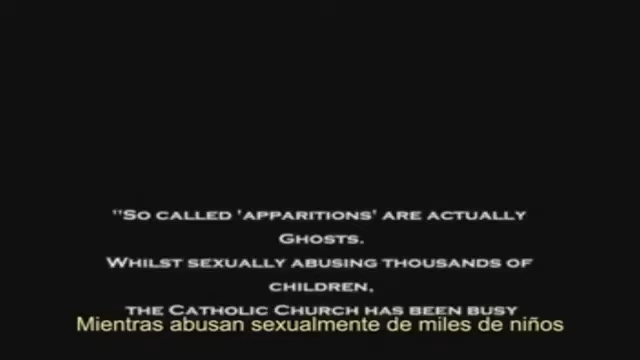 "So called 'apparitions' are actually
Ghosts.
Whilst sexually abusing thousands of
children,
the Catholic Church has been busy
Mientras abusan sexualmente de miles de niños